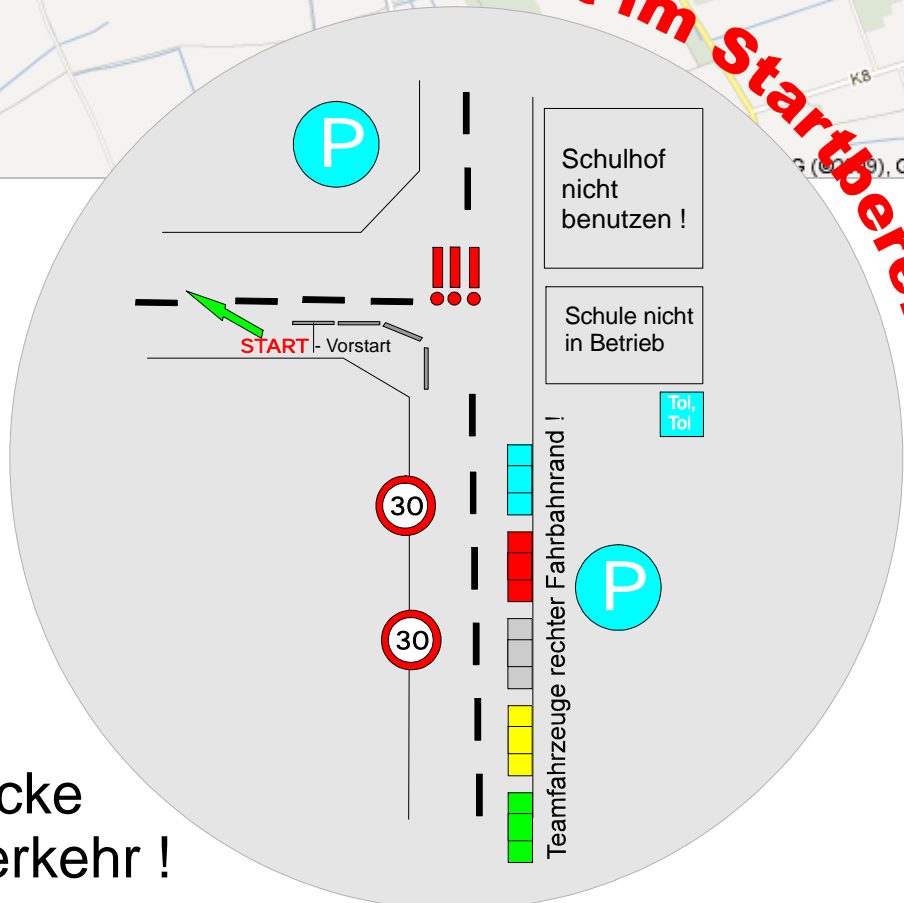 im Startbere
K8
P
Schulhof
nicht
benutzen !
!!!
START - Vorstart
Schule nicht
in Betrieb
Toi,
Toi
30
P
30
Teamfahrzeuge rechter Fahrbahnrand !
cke
erkehr !